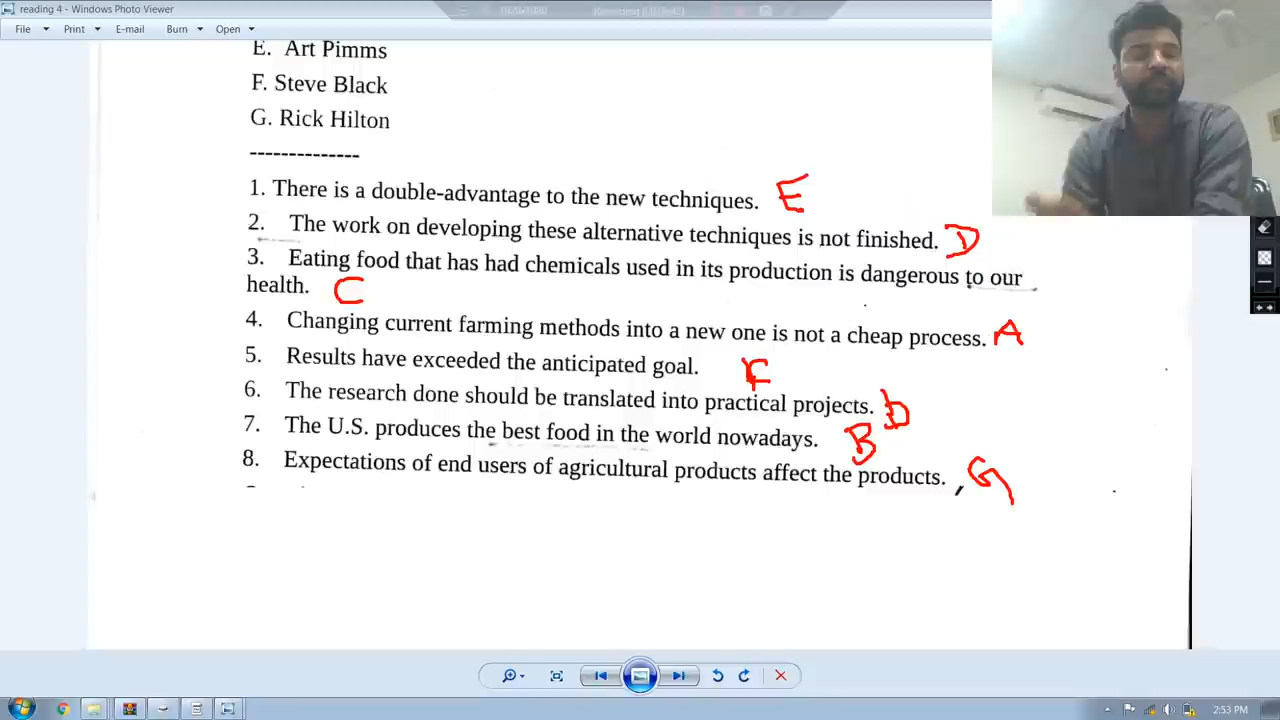 reading 4 - Windows Photo Viewer
File Print E-mail Burn Open
E. Art Pimms
F. Steve Black
G. Rick Hilton
--------------
1. There is a double-advantage to the new techniques. E
2. The work on developing these alternative techniques is not finished. D
3. Eating food that has had chemicals used in its production is dangerous to our
health. C
4. Changing current farming methods into a new one is not a cheap process. A
5. Results have exceeded the anticipated goal.
6. The research done should be translated into practical projects. D
7. The U.S. produces the best food in the world nowadays. B
8. Expectations of end users of agricultural products affect the products. , G
2:53 PM